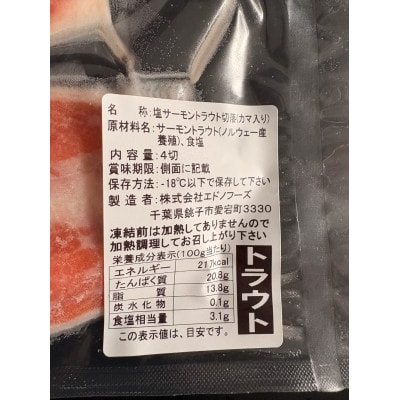 名　称:塩サーモントラウト切落(カマ入り)
原材料名:サーモントラウト(ノルウェー産
養殖)、食塩
内容量:4切
賞味期限:側面に記載
保存方法:-18℃以下で保存して下さい
製造者:株式会社エドノフーズ
千葉県銚子市愛宕町3330
凍結前は加熱してありませんので
加熱調理してお召し上がり下さい
栄養成分表示(100g当たり)
エネルギー 217kcal
たんぱく質 20.8g
脂質 13.8g
炭水化物 0.1g
食塩相当量 3.1g
この表示値は、目安です。
トラウト